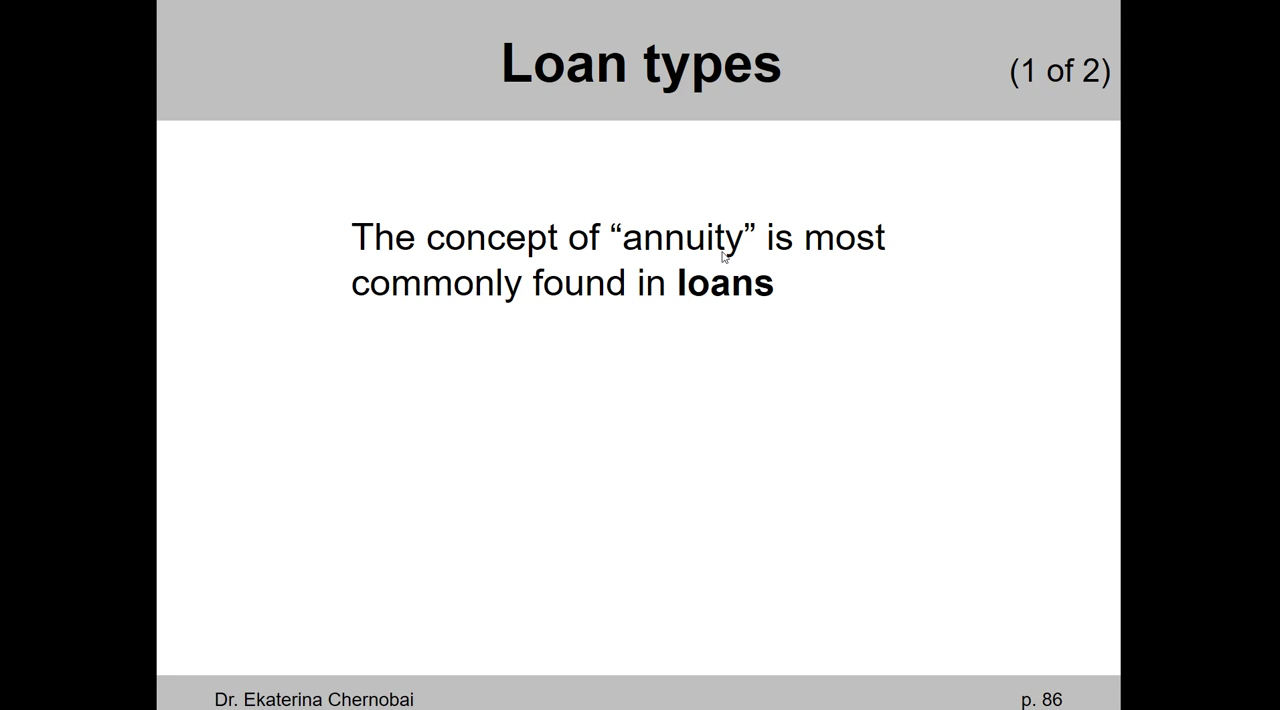 Loan types
(1 of 2)
The concept of “annuity” is most
commonly found in loans
Dr. Ekaterina Chernobai
p. 86